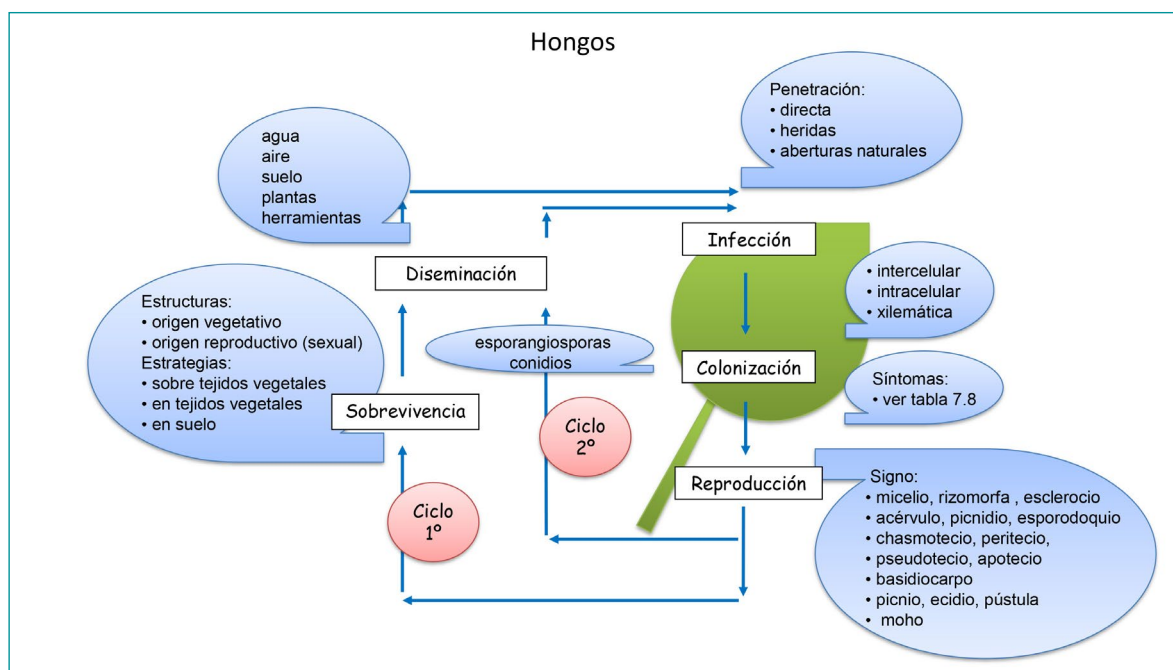 Hongos
agua
aire
suelo
plantas
herramientas
Penetración:
• directa
• heridas
• aberturas naturales
Infección
Diseminación
• intercelular
• intracelular
• xilemática
Estructuras:
• origen vegetativo
• origen reproductivo (sexual)
Estrategias:
• sobre tejidos vegetales
• en tejidos vegetales
• en suelo
esporangiosporas
conidios
Colonización
Síntomas:
• ver tabla 7.8
Sobrevivencia
Ciclo
2º
Reproducción
Signo:
• micelio, rizomorfa , esclerocio
• acérvulo, picnidio, esporodoquio
• chasmotecio, peritecio,
• pseudotecio, apotecio
• basidiocarpo
• picnio, ecidio, pústula
• moho
Ciclo
1º